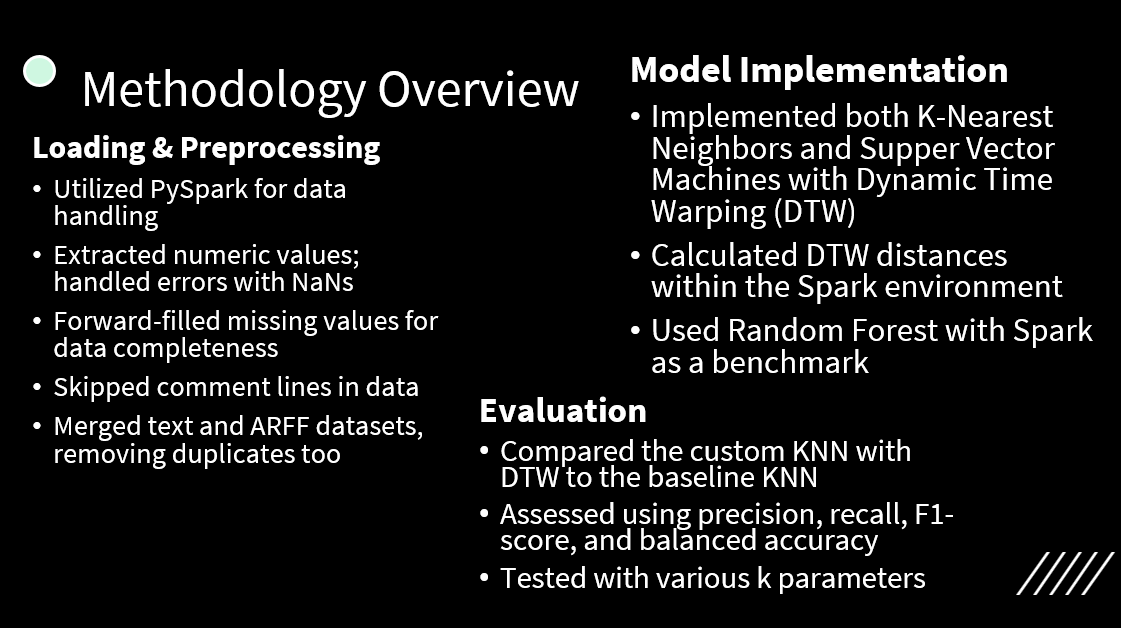 Methodology Overview
Loading & Preprocessing
• Utilized PySpark for data
handling
• Extracted numeric values;
handled errors with NaNs
• Forward-filled missing values for
data completeness
• Skipped comment lines in data
• Merged text and ARFF datasets,
removing duplicates too
Model Implementation
• Implemented both K-Nearest
Neighbors and Supper Vector
Machines with Dynamic Time
Warping (DTW)
• Calculated DTW distances
within the Spark environment
• Used Random Forest with Spark
as a benchmark
Evaluation
• Compared the custom KNN with
DTW to the baseline KNN
• Assessed using precision, recall, F1-
score, and balanced accuracy
• Tested with various k parameters